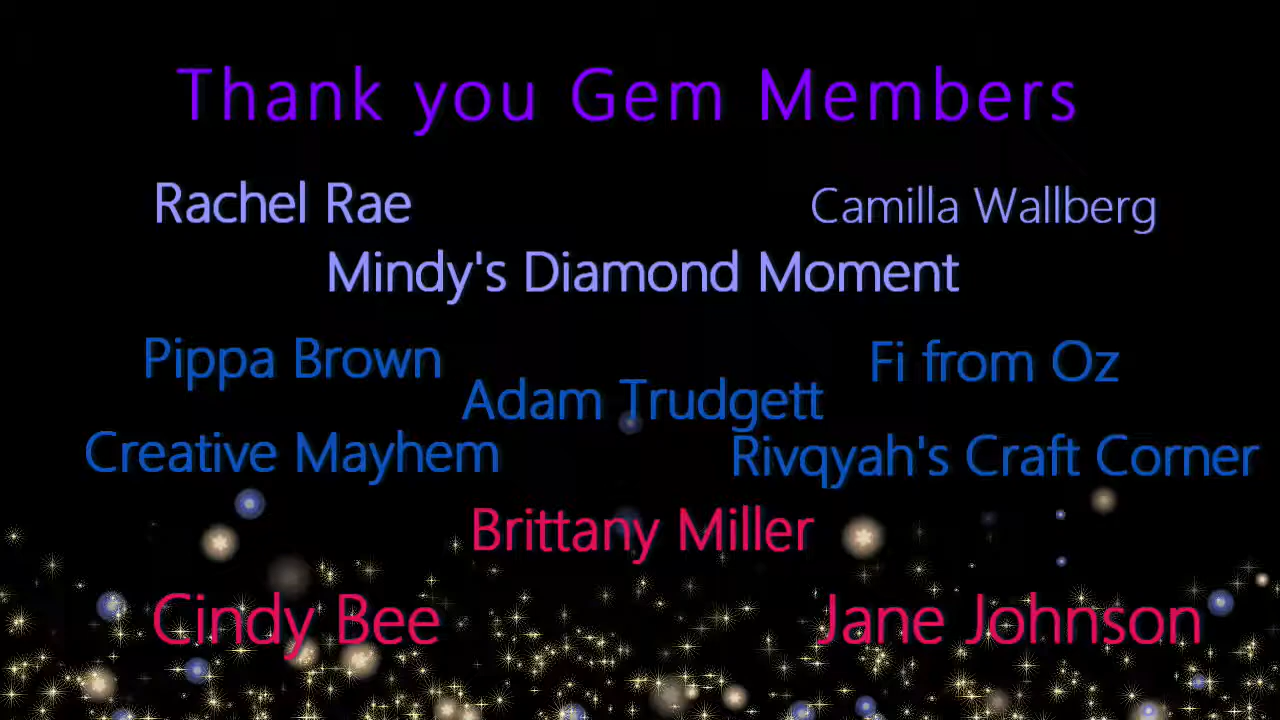 Thank you Gem Members
Rachel Rae
Camilla Wallberg
Mindy's Diamond Moment
Pippa Brown
Fi from Oz
Adam Trudgett
Creative Mayhem
Rivqyah's Craft Corner
Brittany Miller
Cindy Bee
Jane Johnson